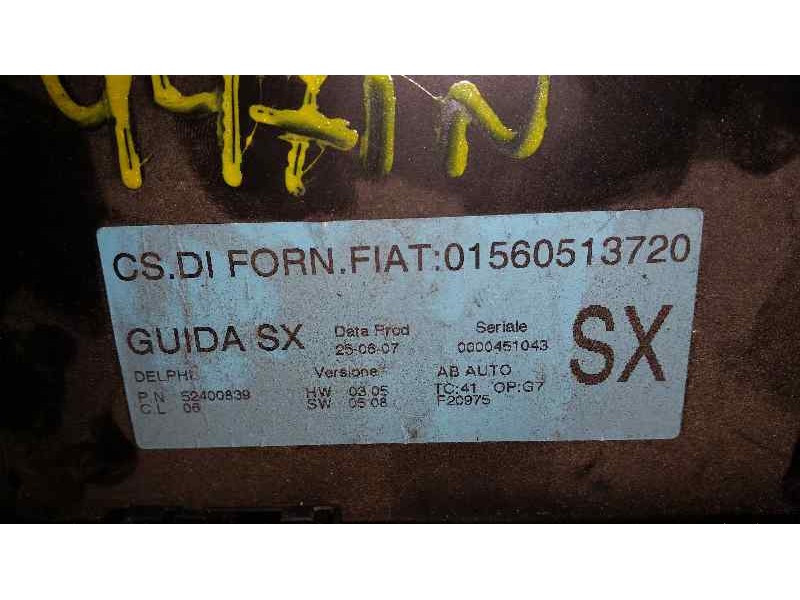 CS.DI FORN.FIAT:01560513720
GUIDA SX
Data Prod
25-06-07
Seriale
0000451043
SX
DELPHI
P.N 52400839
C.L 06
Versione
HW 03.05
SW 05.08
AB AUTO
TC:41 OP:G7
F20975